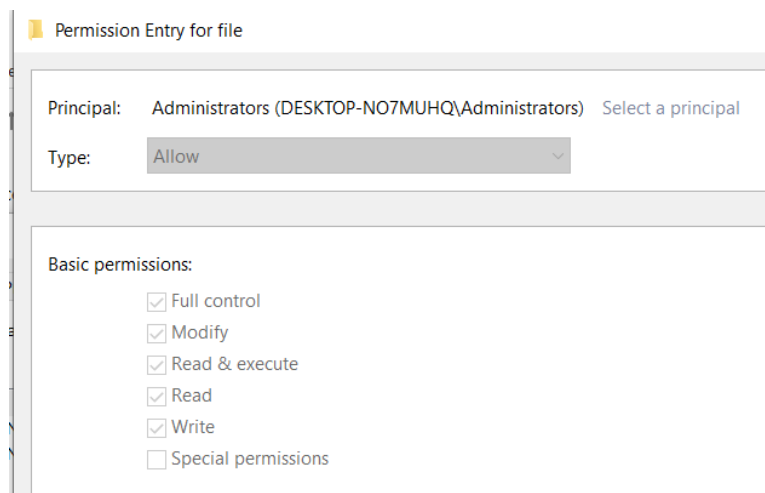 Permission Entry for file
Principal: Administrators (DESKTOP-NO7MUHQ\Administrators) Select a principal
Type: Allow
Basic permissions:
Full control
Modify
Read & execute
Read
Write
Special permissions